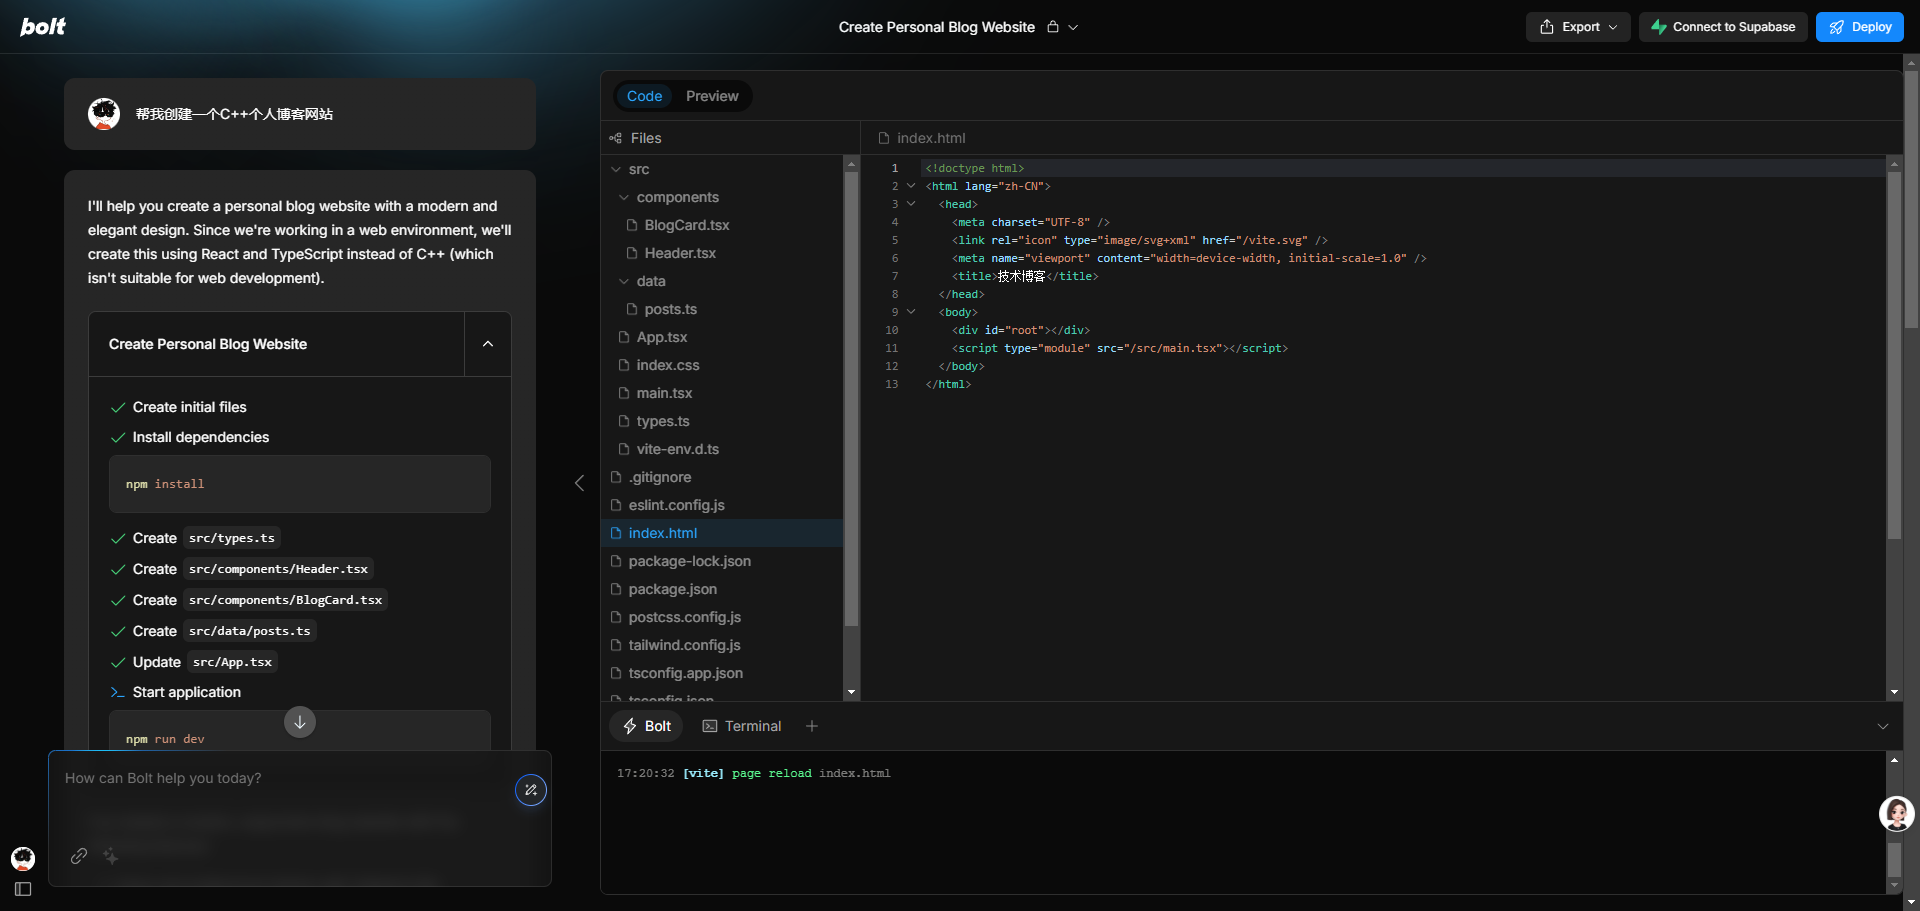 bolt
Create Personal Blog Website
Export
Connect to Supabase
Deploy
帮我创建一个C++个人博客网站
I'll help you create a personal blog website with a modern and
elegant design. Since we're working in a web environment, we'll
create this using React and TypeScript instead of C++ (which
isn't suitable for web development).
Create Personal Blog Website
Create initial files
Install dependencies
npm install
Create src/types.ts
Create src/components/Header.tsx
Create src/components/BlogCard.tsx
Create src/data/posts.ts
Update src/App.tsx
Start application
npm run dev
How can Bolt help you today?
Code Preview
Files
src
components
BlogCard.tsx
Header.tsx
data
posts.ts
App.tsx
index.css
main.tsx
types.ts
vite-env.d.ts
.gitignore
eslint.config.js
index.html
package-lock.json
package.json
postcss.config.js
tailwind.config.js
tsconfig.app.json
tsconfig.json
index.html
1 <!doctype html>
2 <html lang="zh-CN">
3 <head>
4 <meta charset="UTF-8" />
5 <link rel="icon" type="image/svg+xml" href="/vite.svg" />
6 <meta name="viewport" content="width=device-width, initial-scale=1.0" />
7 <title>技术博客</title>
8 </head>
9 <body>
10 <div id="root"></div>
11 <script type="module" src="/src/main.tsx"></script>
12 </body>
13 </html>
Bolt Terminal
17:20:32 [vite] page reload index.html